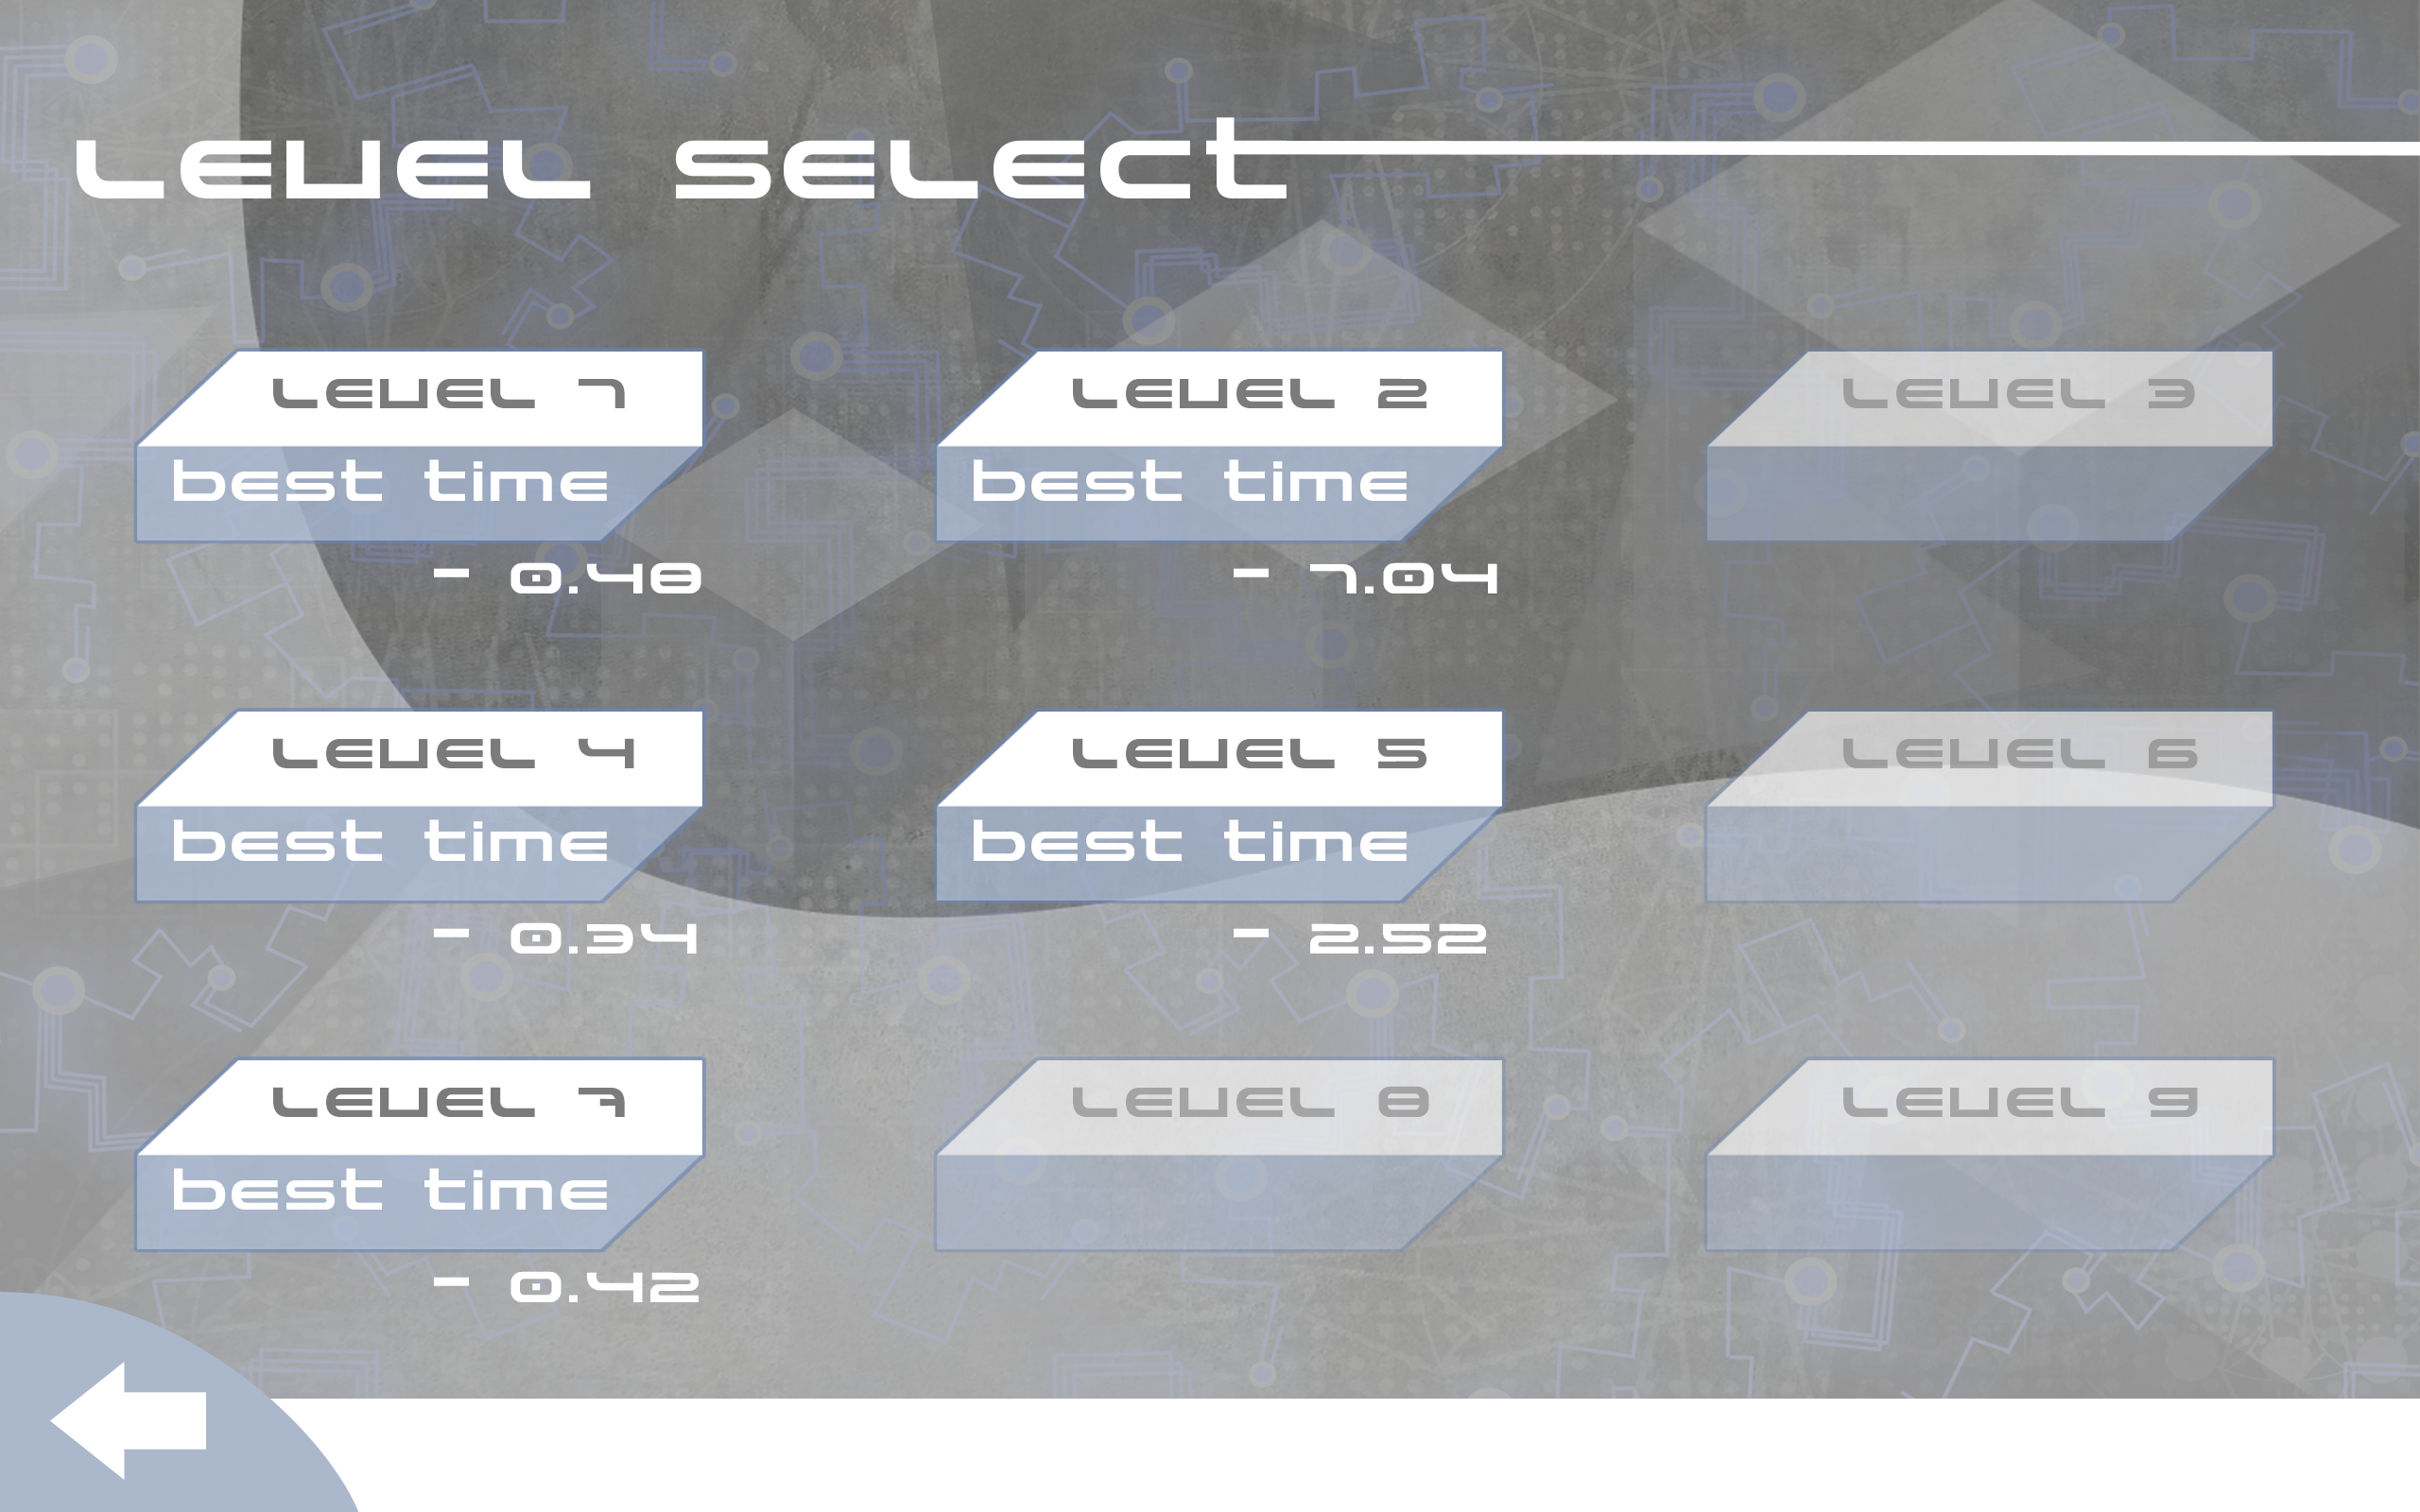 Level Select
Level 1
best time
- 0.48
Level 2
best time
- 1.04
Level 3
Level 4
best time
- 0.34
Level 5
best time
- 2.52
Level 6
Level 7
best time
- 0.42
Level 8
Level 9